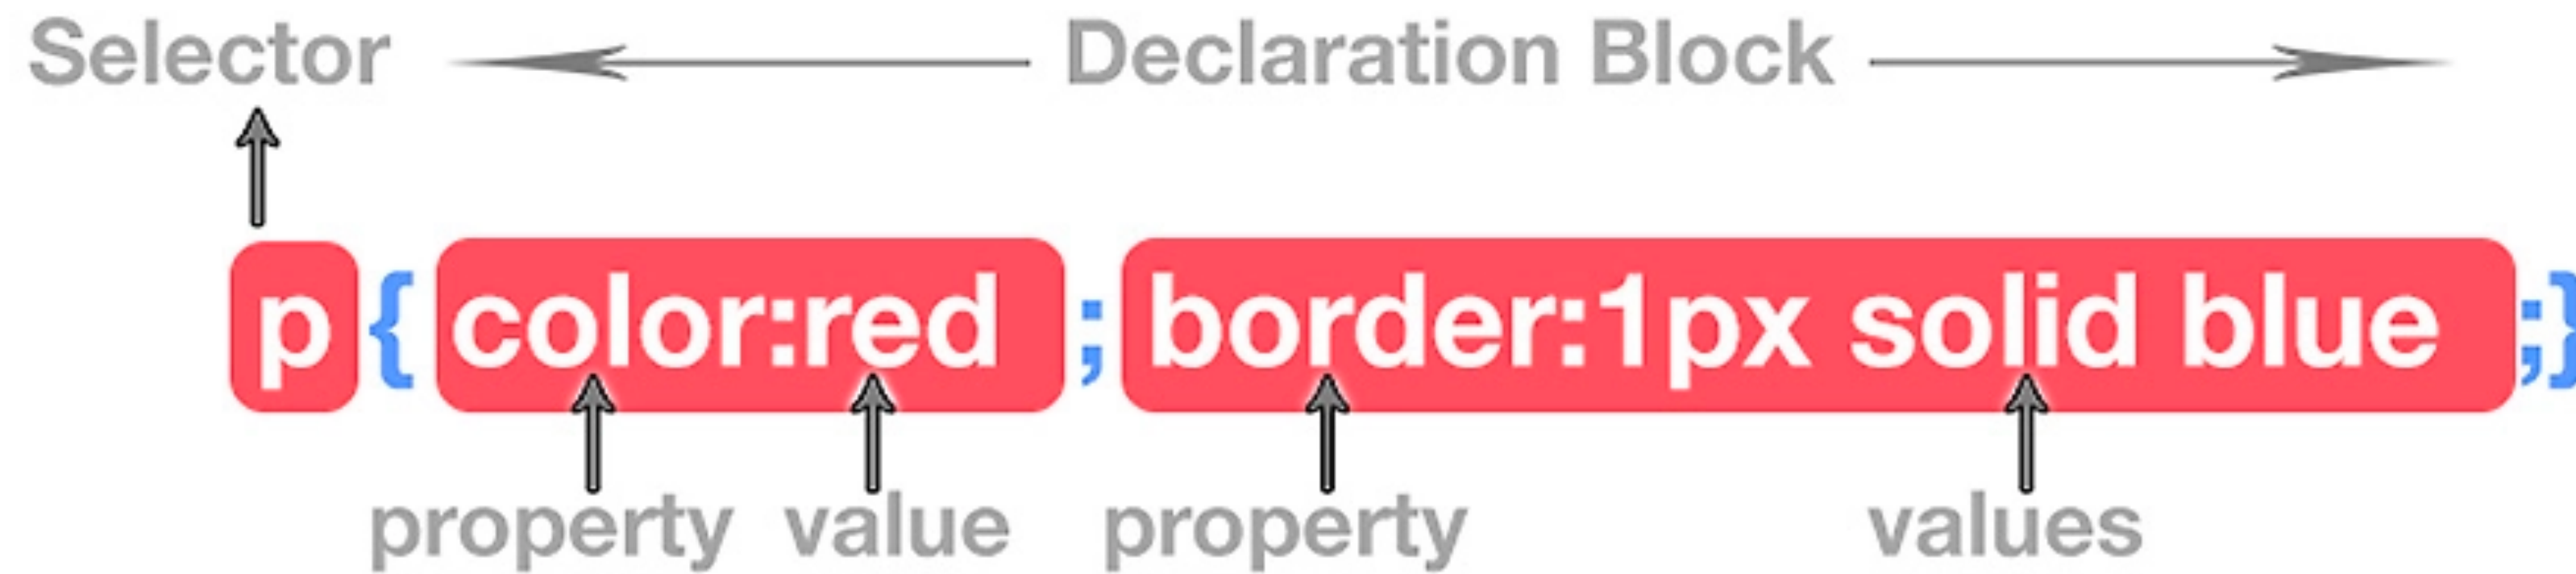 Selector Declaration Block
p { color:red ; border:1px solid blue ;}
property value property values